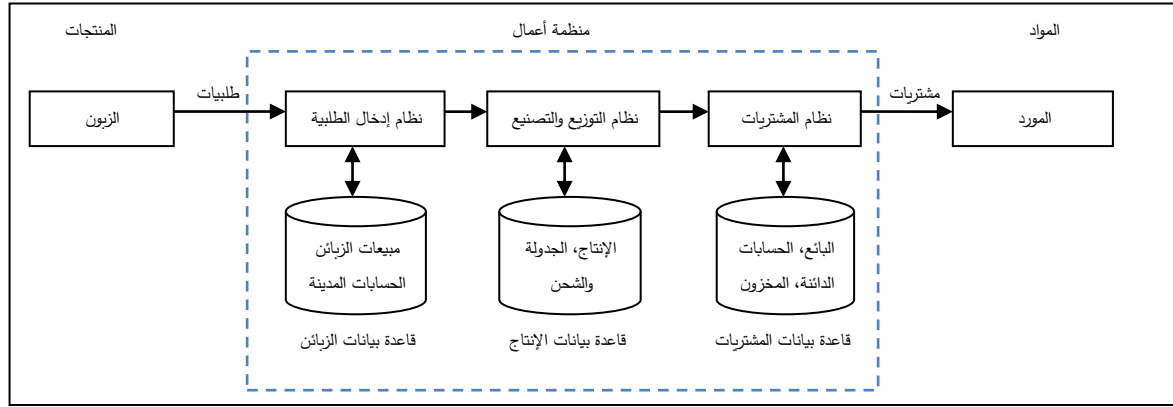 المنتجات
منظمة أعمال
المواد
طلبيات
مشتريات
الزبون
نظام إدخال الطلبية
نظام التوزيع والتصنيع
نظام المشتريات
المورد
مبيعات الزبائن
الحسابات المدينة
الإنتاج، الجدولة
والشحن
البائع، الحسابات
الدائنة، المخزون
قاعدة بيانات الزبائن
قاعدة بيانات الإنتاج
قاعدة بيانات المشتريات